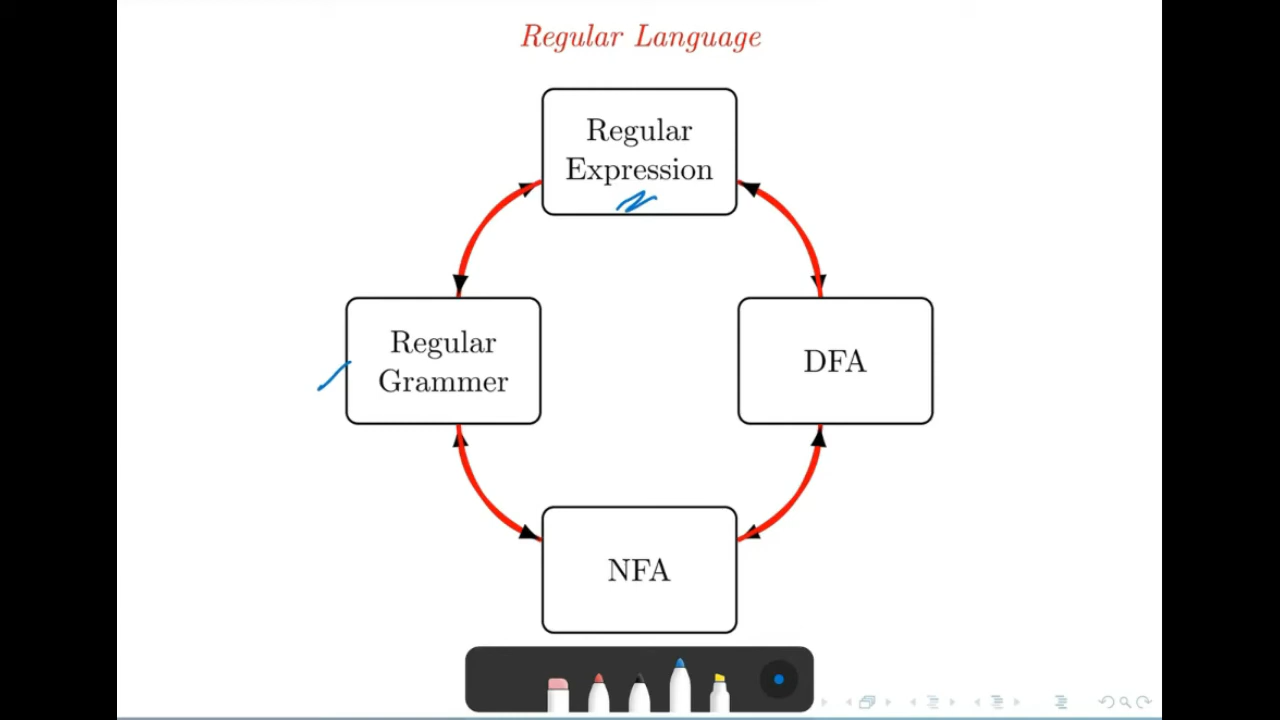 Regular Language
Regular
Expression
Regular
Grammer
DFA
NFA